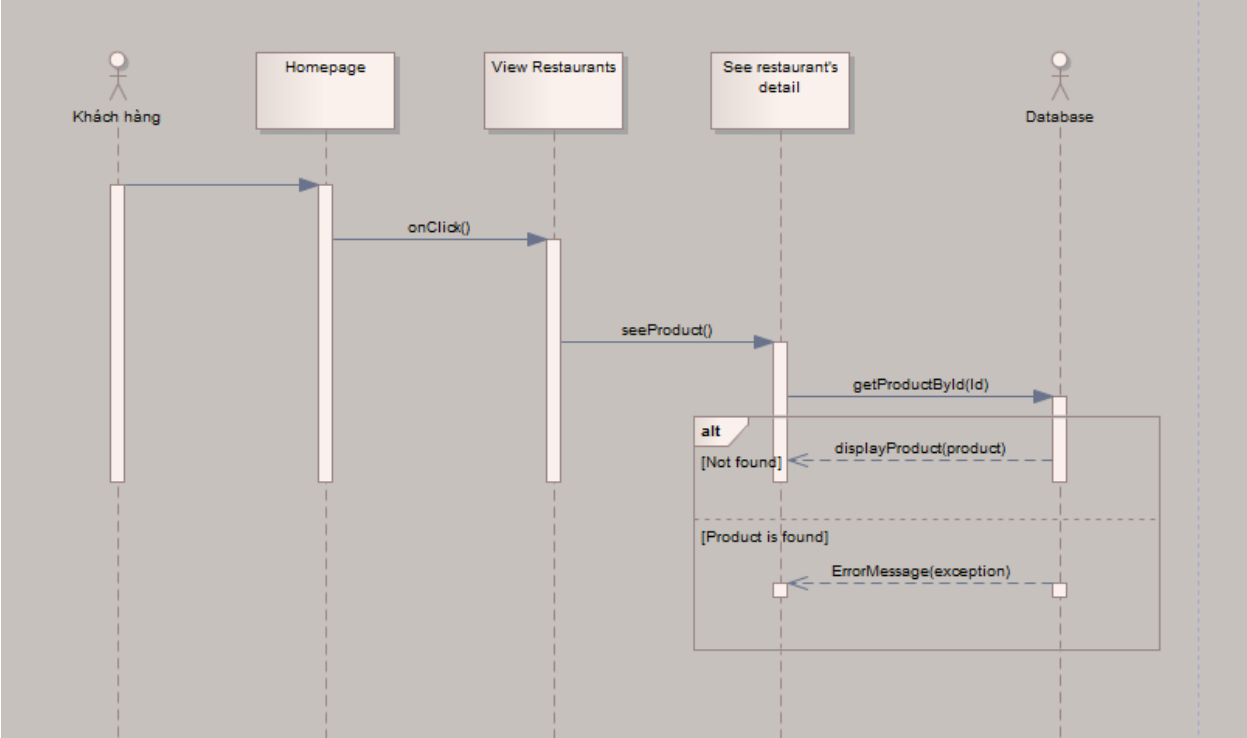 Khách hàng
Homepage
View Restaurants
See restaurant's
detail
Database
onClick()
seeProduct()
getProductById(Id)
alt
displayProduct(product)
[Not found]
[Product is found]
ErrorMessage(exception)